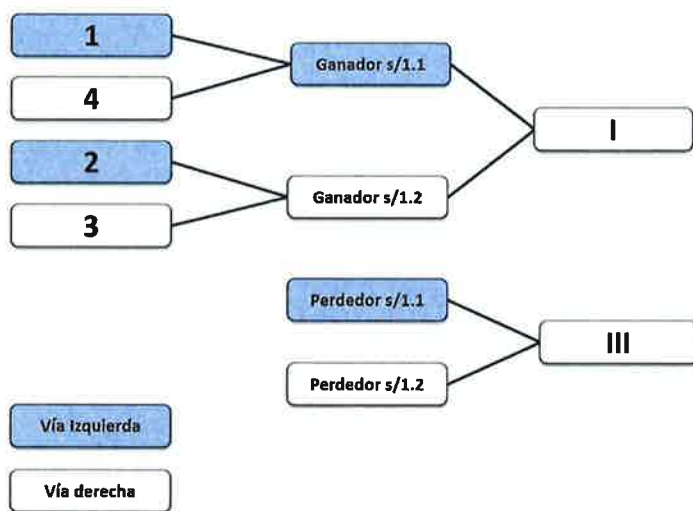 1
4
2
3
Ganador s/1.1
Ganador s/1.2
I
Perdedor s/1.1
Perdedor s/1.2
III
Vía Izquierda
Vía derecha